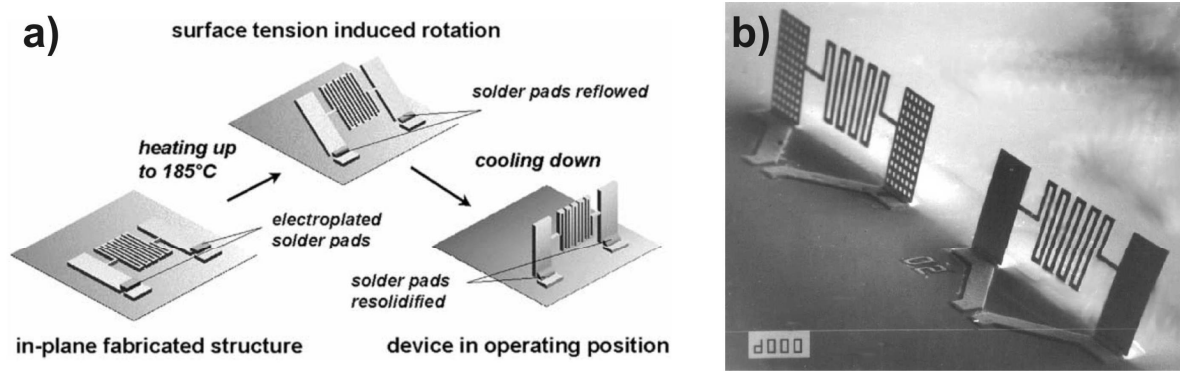 a)
surface tension induced rotation
solder pads reflowed
heating up
to 185°C
cooling down
electroplated
solder pads
solder pads
resolidified
in-plane fabricated structure
device in operating position
b)
02